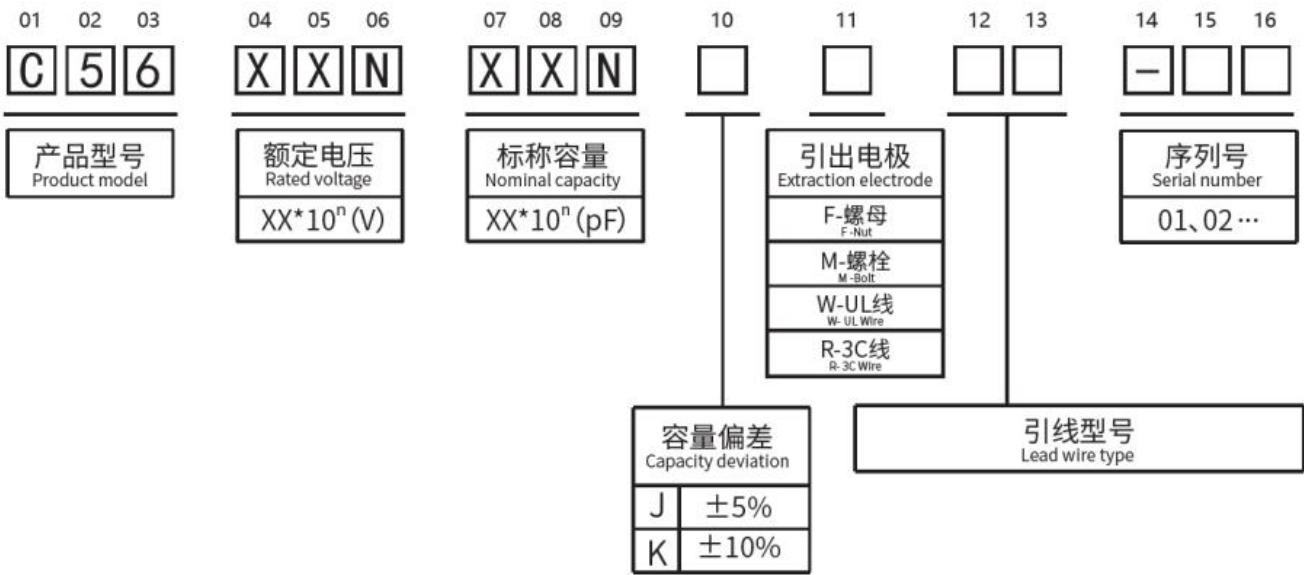 01 02 03 04 05 06 07 08 09 10 11 12 13 14 15 16
C 5 6 X X N X X N -
产品型号 额定电压 标称容量 引出电极 序列号
Product model Rated voltage Nominal capacity Extraction electrode Serial number
XX*10ⁿ(V) XX*10ⁿ(pF) F-螺母 01、02…
F-Nut
M-螺栓
M-Bolt
W-UL线
W- UL Wire
R-3C线
R- 3C Wire
容量偏差 引线型号
Capacity deviation Lead wire type
J ±5%
K ±10%